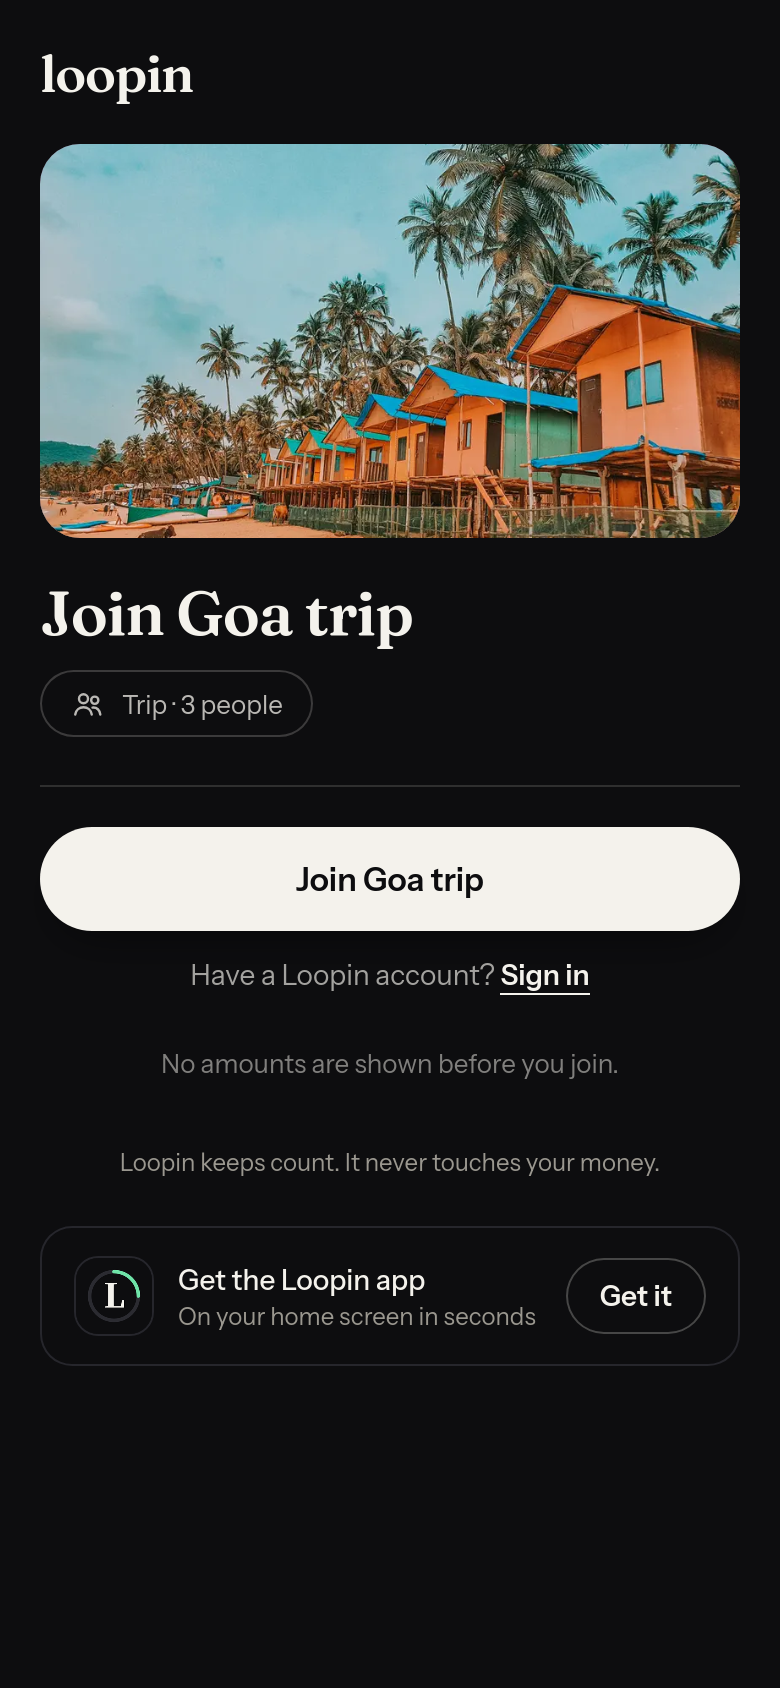 loopin
Join Goa trip
Trip · 3 people
Join Goa trip
Have a Loopin account? Sign in
No amounts are shown before you join.
Loopin keeps count. It never touches your money.
L
Get the Loopin app
On your home screen in seconds
Get it